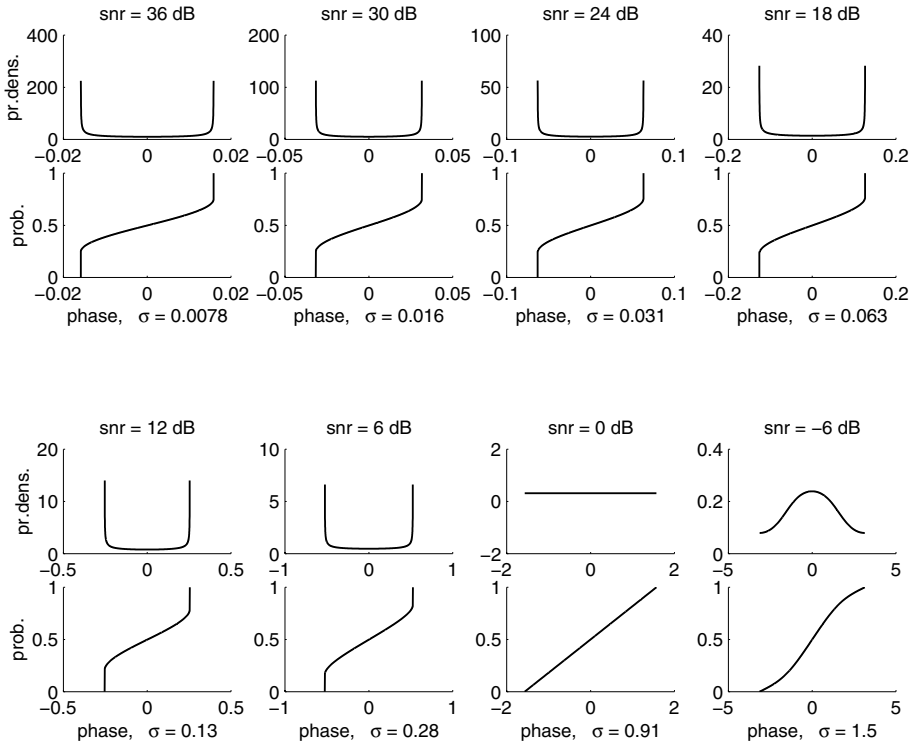 snr = 36 dB
snr = 30 dB
snr = 24 dB
snr = 18 dB
400
200
0
pr.dens.
−0.02 0 0.02
200
100
0
−0.05 0 0.05
100
50
0
−0.1 0 0.1
40
20
0
−0.2 0 0.2
1
0.5
0
prob.
−0.02 0 0.02
phase, σ = 0.0078
1
0.5
0
−0.05 0 0.05
phase, σ = 0.016
1
0.5
0
−0.1 0 0.1
phase, σ = 0.031
1
0.5
0
−0.2 0 0.2
phase, σ = 0.063
snr = 12 dB
snr = 6 dB
snr = 0 dB
snr = −6 dB
20
10
0
pr.dens.
−0.5 0 0.5
10
5
0
−1 0 1
2
0
−2
−2 0 2
0.4
0.2
0
−5 0 5
1
0.5
0
prob.
−0.5 0 0.5
phase, σ = 0.13
1
0.5
0
−1 0 1
phase, σ = 0.28
1
0.5
0
−2 0 2
phase, σ = 0.91
1
0.5
0
−5 0 5
phase, σ = 1.5